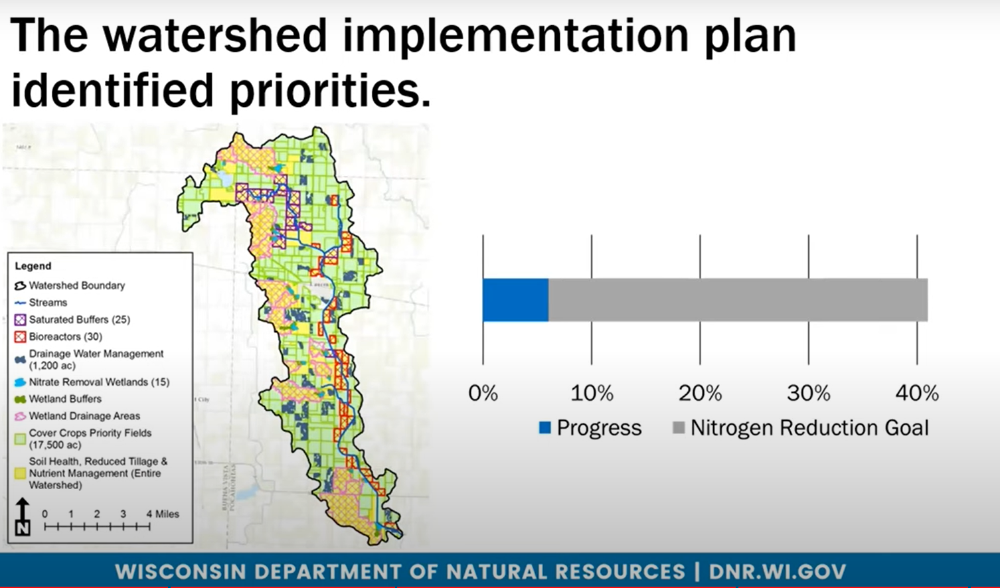 The watershed implementation plan
identified priorities.
Legend
Watershed Boundary
Streams
Saturated Buffers (25)
Bioreactors (30)
Drainage Water Management
(1,200 ac)
Nitrate Removal Wetlands (15)
Wetland Buffers
Wetland Drainage Areas
Cover Crops Priority Fields
(17,500 ac)
Soil Health, Reduced Tillage &
Nutrient Management (Entire
Watershed)
N
0 1 2 3 4 Miles
BUENA VISTA
POCAHONTAS
0% 10% 20% 30% 40%
Progress Nitrogen Reduction Goal
WISCONSIN DEPARTMENT OF NATURAL RESOURCES | DNR.WI.GOV